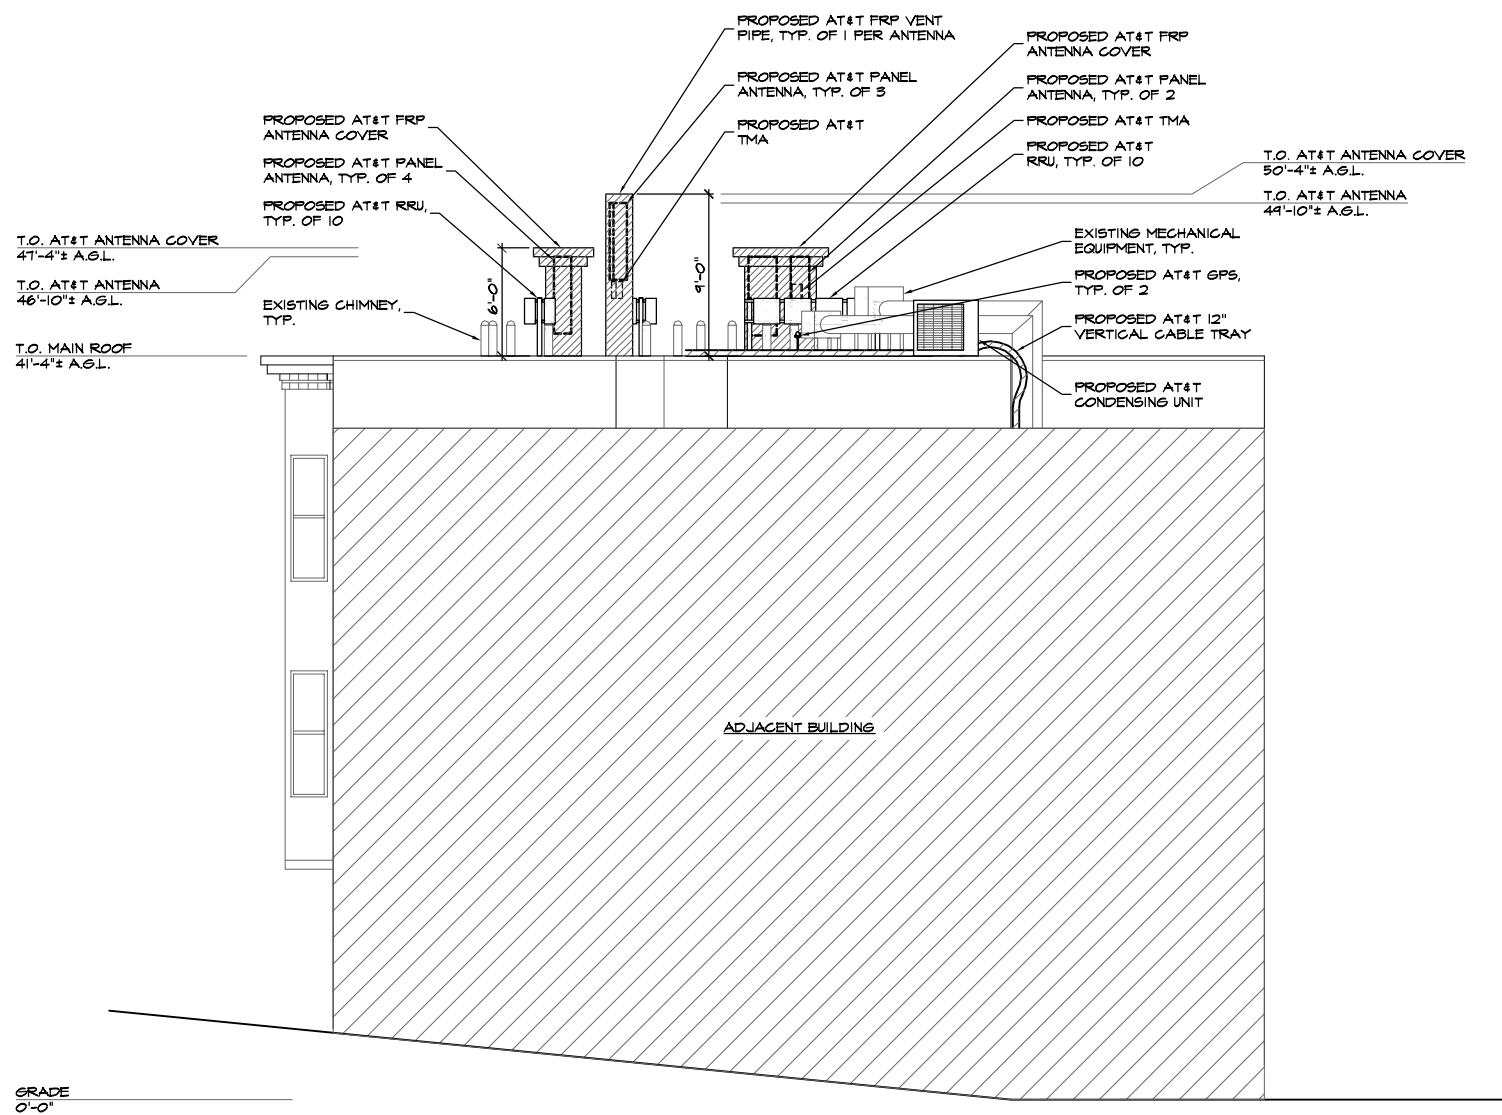 PROPOSED AT&T FRP VENT
PIPE, TYP. OF 1 PER ANTENNA
PROPOSED AT&T PANEL
ANTENNA, TYP. OF 3
PROPOSED AT&T
TMA
PROPOSED AT&T FRP
ANTENNA COVER
PROPOSED AT&T PANEL
ANTENNA, TYP. OF 2
PROPOSED AT&T TMA
PROPOSED AT&T
RRU, TYP. OF 10
PROPOSED AT&T FRP
ANTENNA COVER
PROPOSED AT&T PANEL
ANTENNA, TYP. OF 4
PROPOSED AT&T RRU,
TYP. OF 10
T.O. AT&T ANTENNA COVER
50'-4"± A.G.L.
T.O. AT&T ANTENNA
49'-10"± A.G.L.
T.O. AT&T ANTENNA COVER
47'-4"± A.G.L.
T.O. AT&T ANTENNA
46'-10"± A.G.L.
EXISTING CHIMNEY,
TYP.
6'-0"
9'-0"
EXISTING MECHANICAL
EQUIPMENT, TYP.
PROPOSED AT&T GPS,
TYP. OF 2
PROPOSED AT&T 12"
VERTICAL CABLE TRAY
T.O. MAIN ROOF
41'-4"± A.G.L.
PROPOSED AT&T
CONDENSING UNIT
ADJACENT BUILDING
GRADE
0'-0"